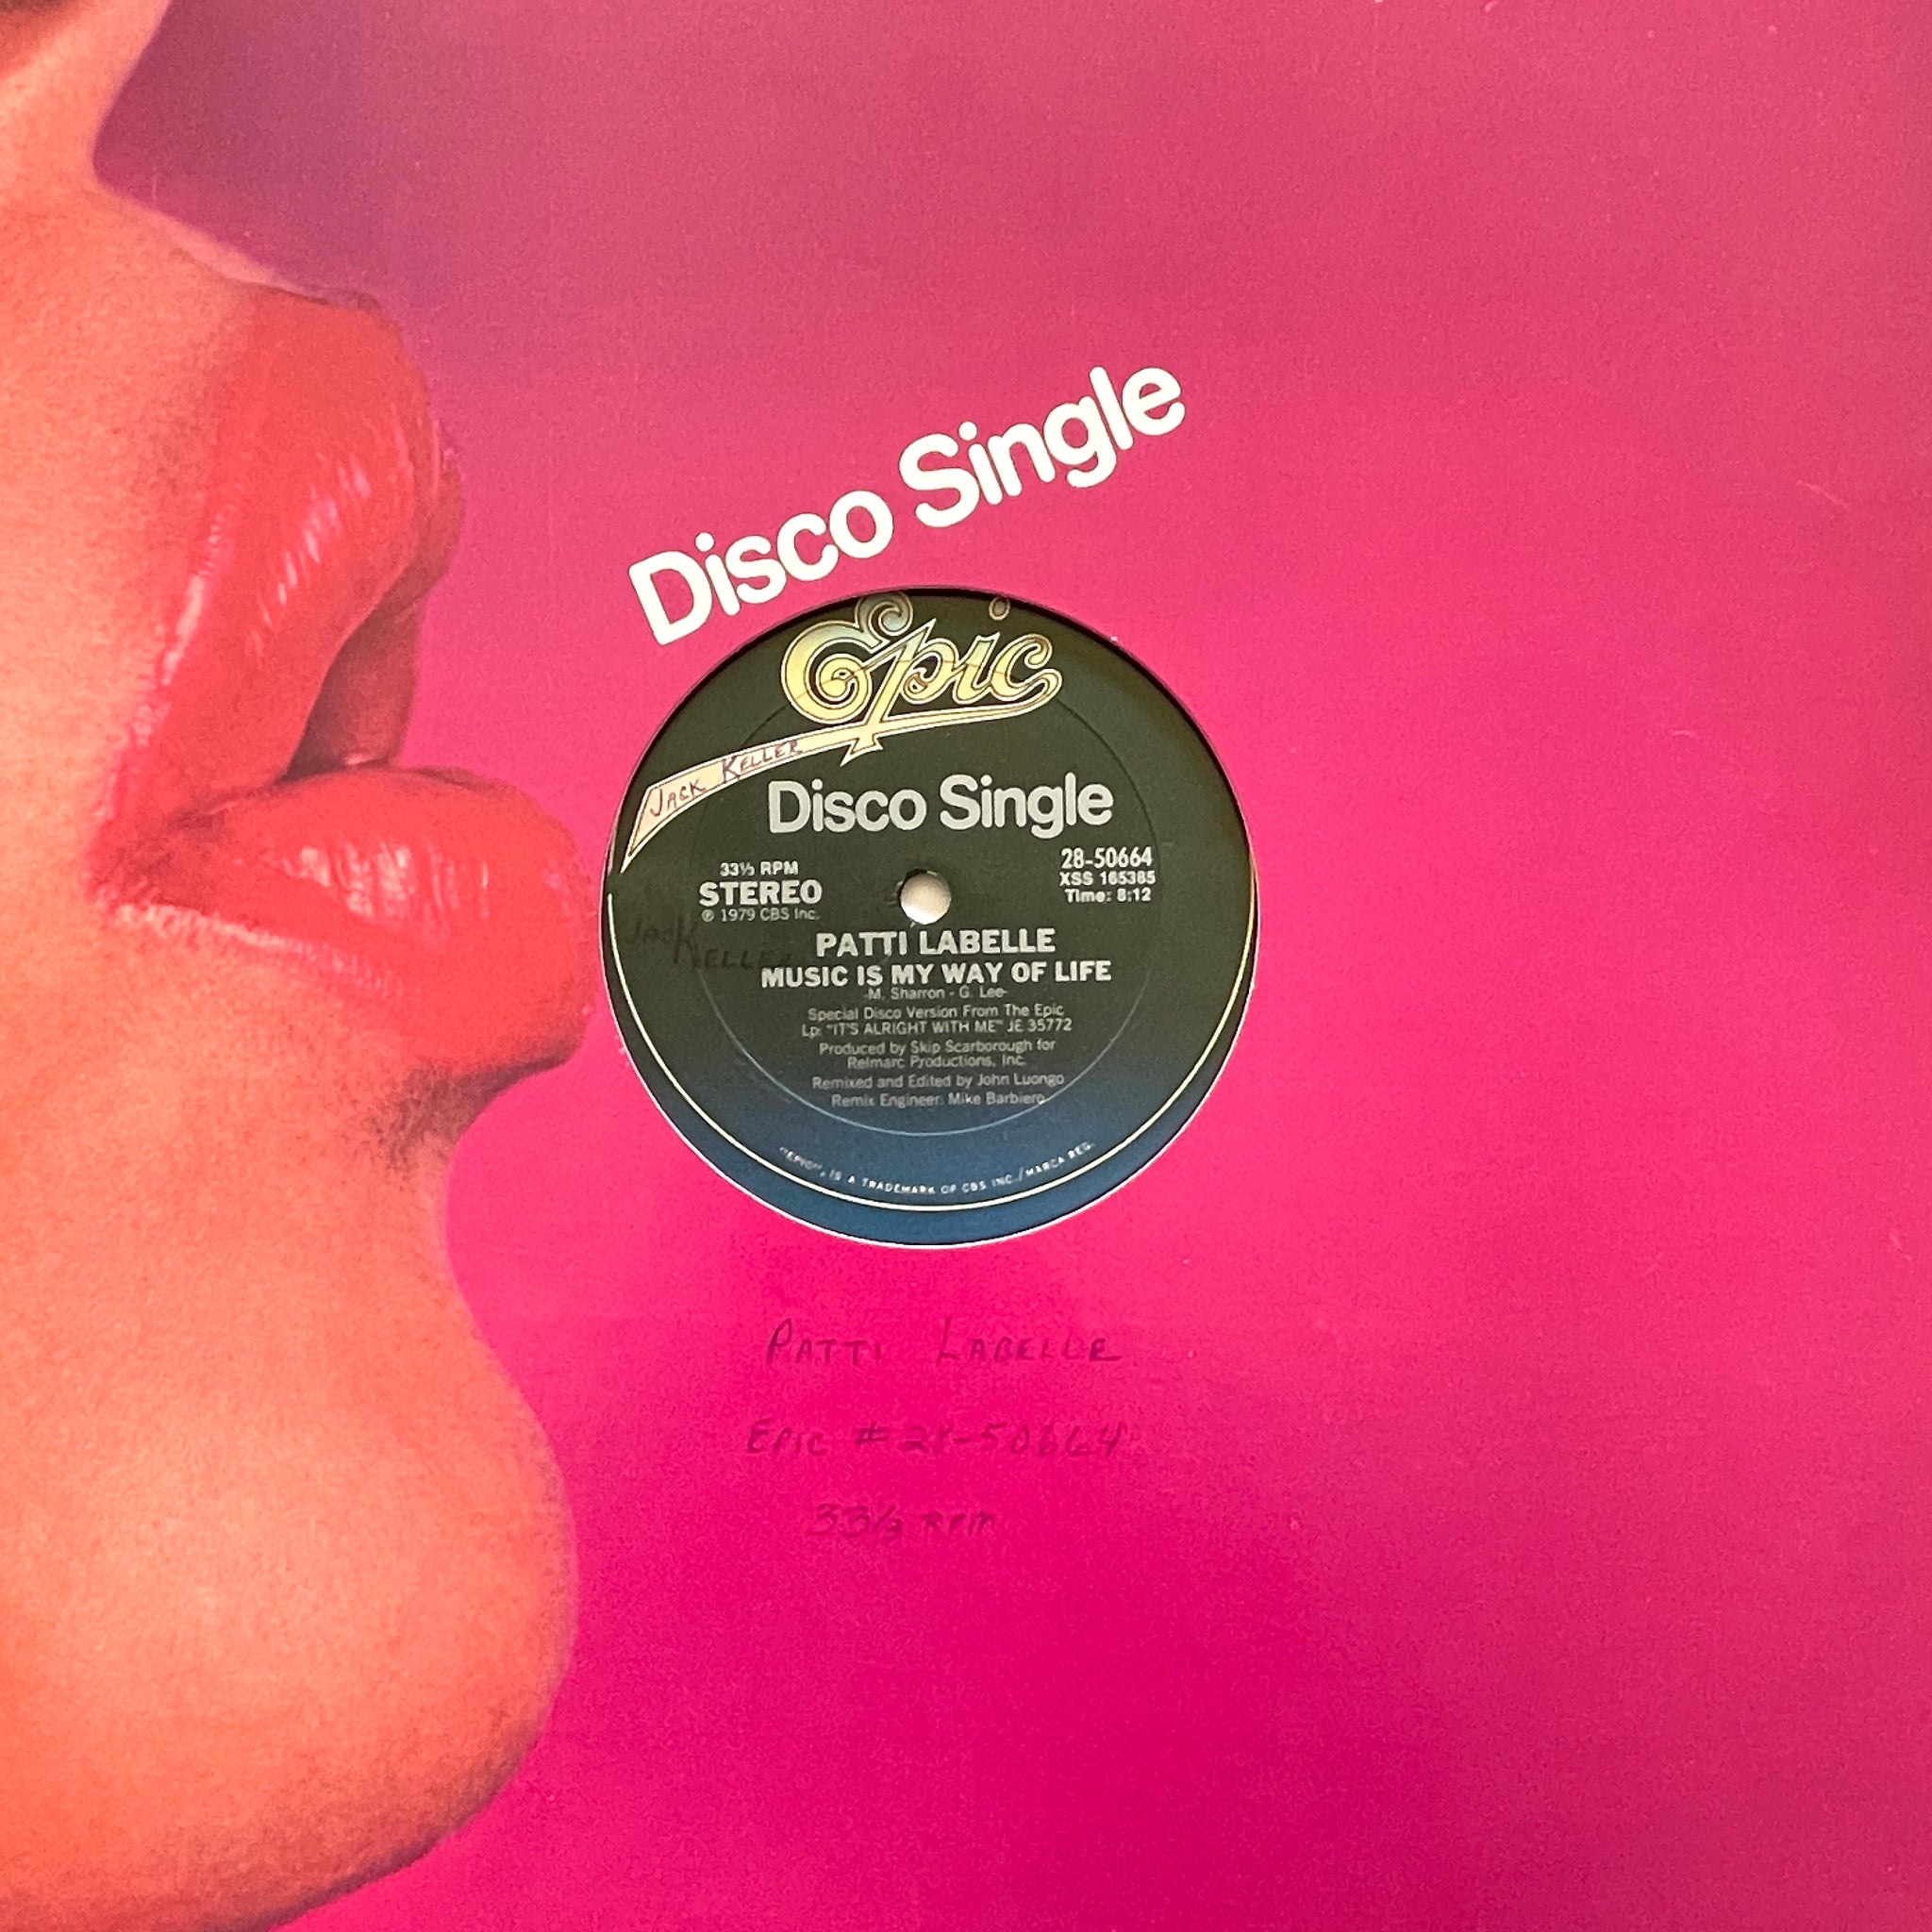 Disco Single
Epic
JACK KELLER
Disco Single
33⅓ RPM
STEREO
℗ 1979 CBS Inc.
28-50664
XSS 165385
Time: 8:12
JACK
KELLER
PATTI LABELLE
MUSIC IS MY WAY OF LIFE
-M. Sharron - G. Lee-
Special Disco Version From The Epic
Lp: "IT'S ALRIGHT WITH ME" JE 35772
Produced by Skip Scarborough for
Relmarc Productions, Inc.
Remixed and Edited by John Luongo
Remix Engineer: Mike Barbiero
"EPIC", IS A TRADEMARK OF CBS INC./MARCA REG.
PATTI LABELLE
EPIC # 28-50664
33⅓ RPM